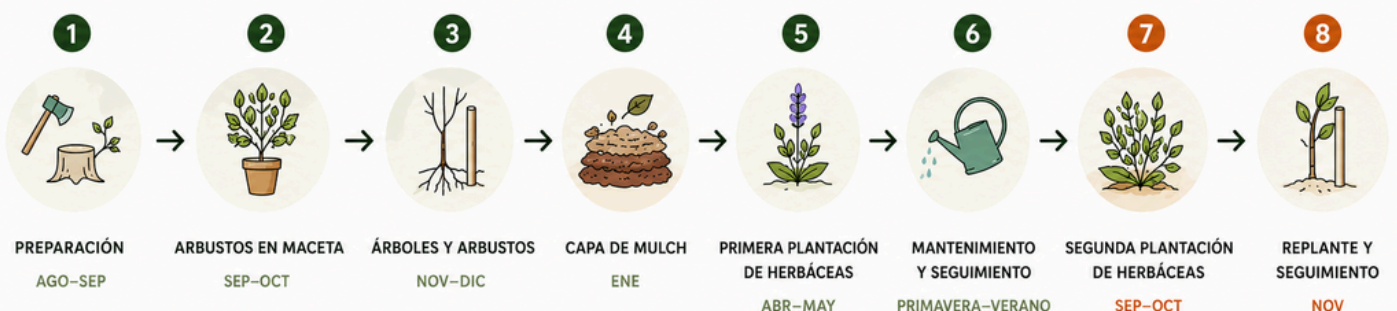 1
2
3
4
5
6
7
8
PREPARACIÓN
AGO–SEP
ARBUSTOS EN MACETA
SEP–OCT
ÁRBOLES Y ARBUSTOS
NOV–DIC
CAPA DE MULCH
ENE
PRIMERA PLANTACIÓN
DE HERBÁCEAS
ABR–MAY
MANTENIMIENTO
Y SEGUIMIENTO
PRIMAVERA–VERANO
SEGUNDA PLANTACIÓN
DE HERBÁCEAS
SEP–OCT
REPLANTE Y
SEGUIMIENTO
NOV